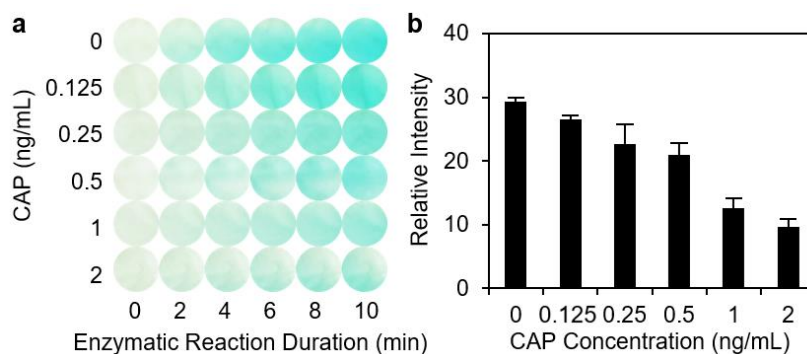 a
CAP (ng/mL)
0
0.125
0.25
0.5
1
2
0 2 4 6 8 10
Enzymatic Reaction Duration (min)
b
Relative Intensity
40
30
20
10
0
0 0.125 0.25 0.5 1 2
CAP Concentration (ng/mL)